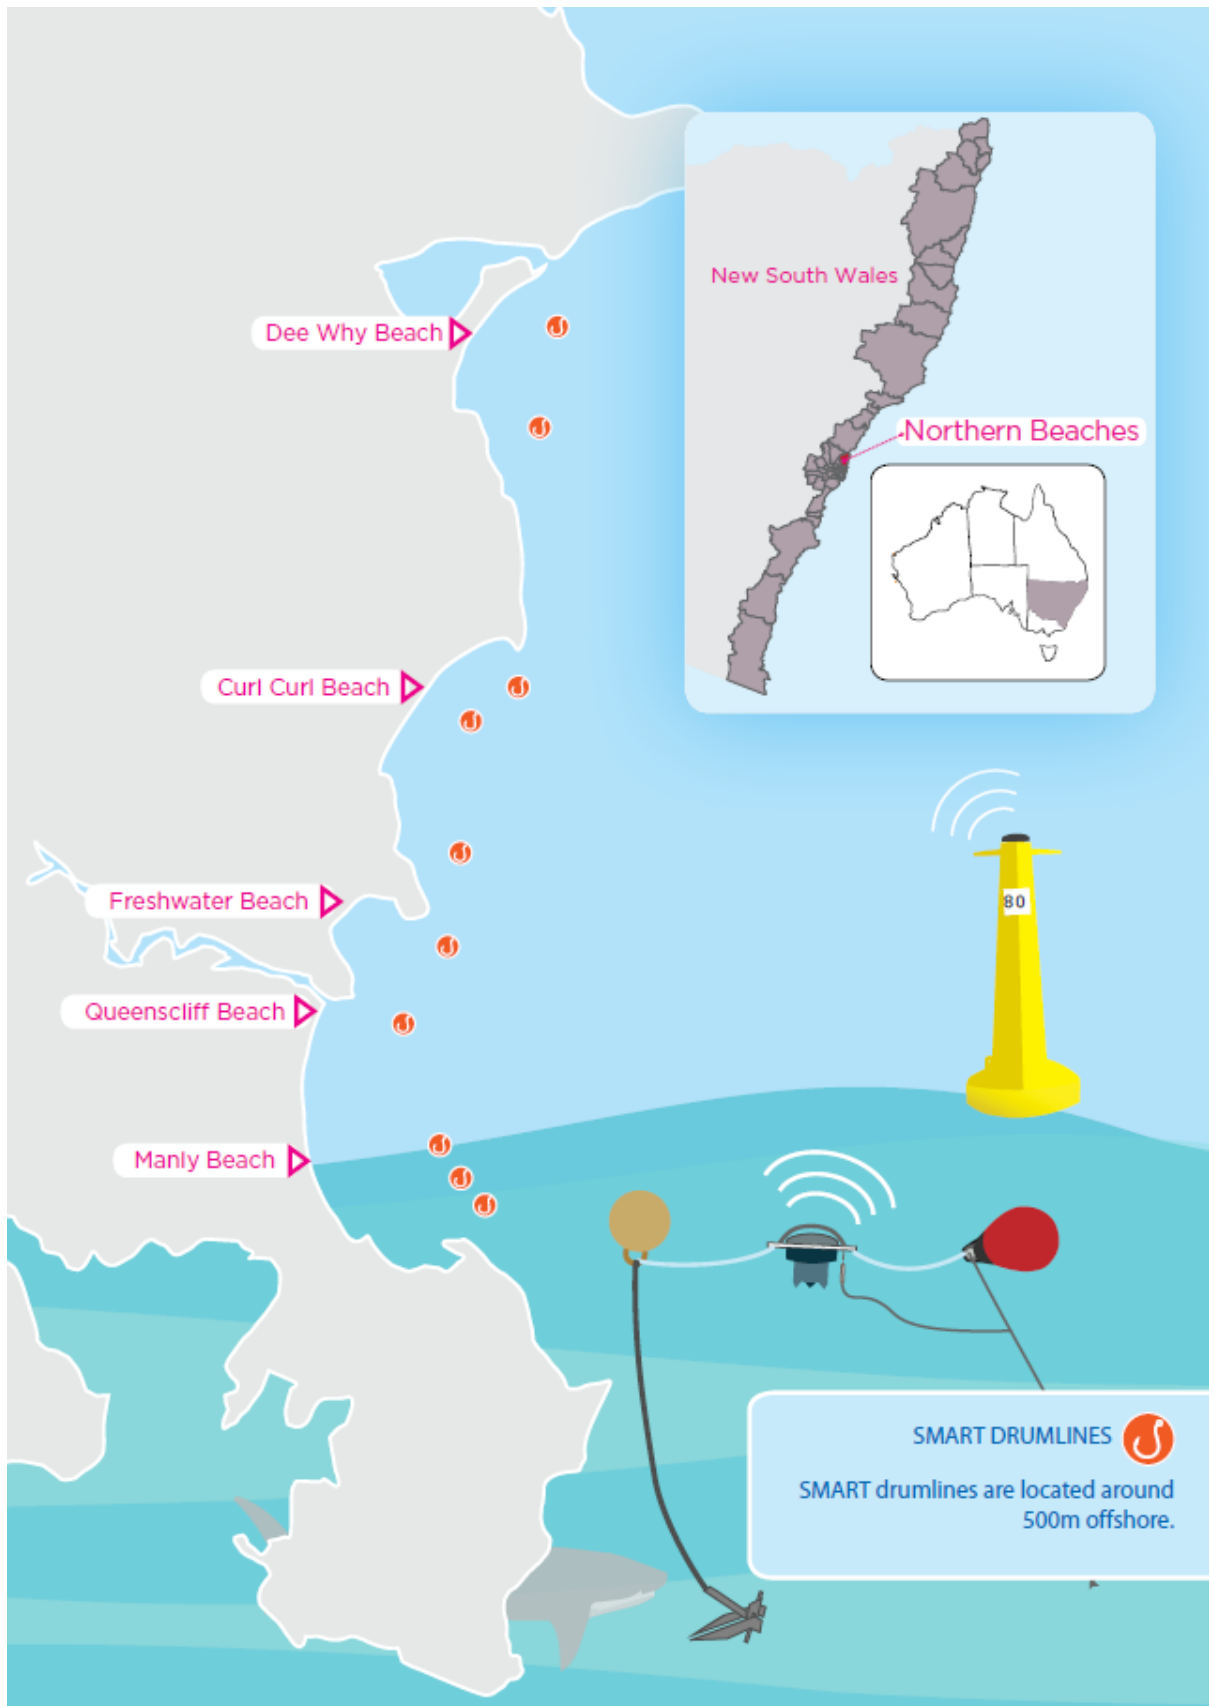 New South Wales
Dee Why Beach
Northern Beaches
Curl Curl Beach
80
Freshwater Beach
Queenscliff Beach
Manly Beach
SMART DRUMLINES
SMART drumlines are located around
500m offshore.